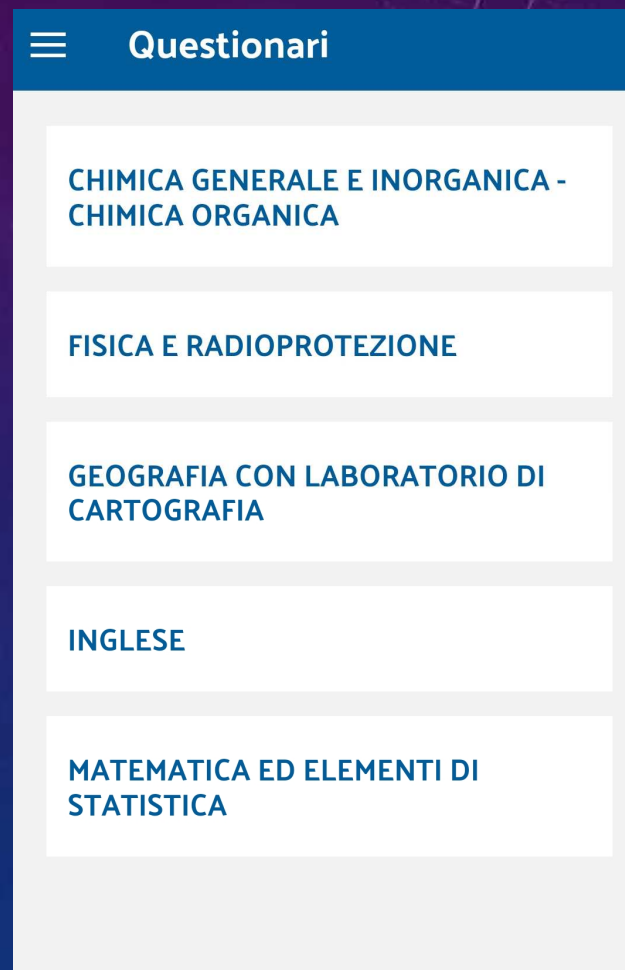 Questionari
CHIMICA GENERALE E INORGANICA -
CHIMICA ORGANICA
FISICA E RADIOPROTEZIONE
GEOGRAFIA CON LABORATORIO DI
CARTOGRAFIA
INGLESE
MATEMATICA ED ELEMENTI DI
STATISTICA